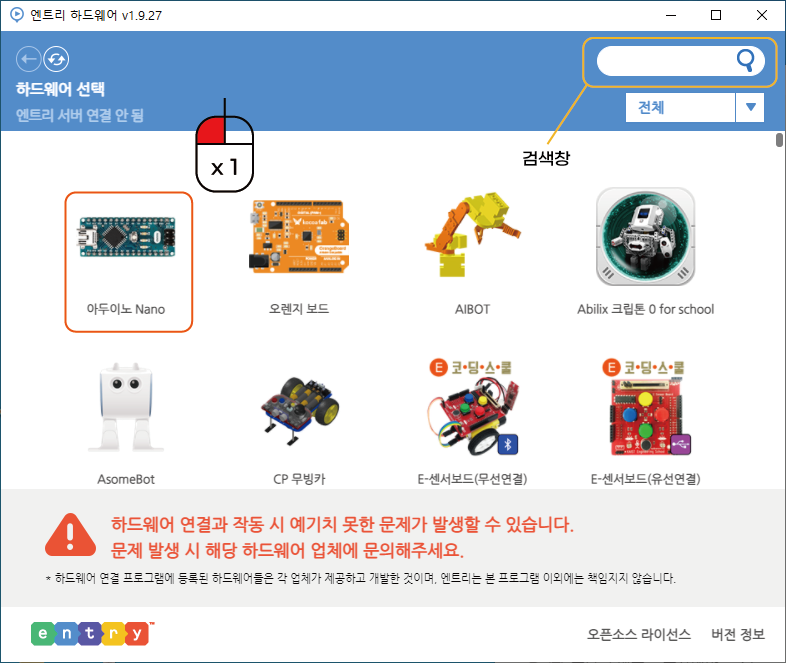 엔트리 하드웨어 v1.9.27
하드웨어 선택
엔트리 서버 연결 안 됨
전체
검색창
x 1
아두이노 Nano
오렌지 보드
AIBOT
Abilix 크립톤 0 for school
E 코•딩•스•쿨
E 코•딩•스•쿨
AsomeBot
CP 무빙카
E-센서보드(무선연결)
E-센서보드(유선연결)
하드웨어 연결과 작동 시 예기치 못한 문제가 발생할 수 있습니다.
문제 발생 시 해당 하드웨어 업체에 문의해주세요.
* 하드웨어 연결 프로그램에 등록된 하드웨어들은 각 업체가 제공하고 개발한 것이며, 엔트리는 본 프로그램 이외에는 책임지지 않습니다.
entry™
오픈소스 라이선스
버전 정보